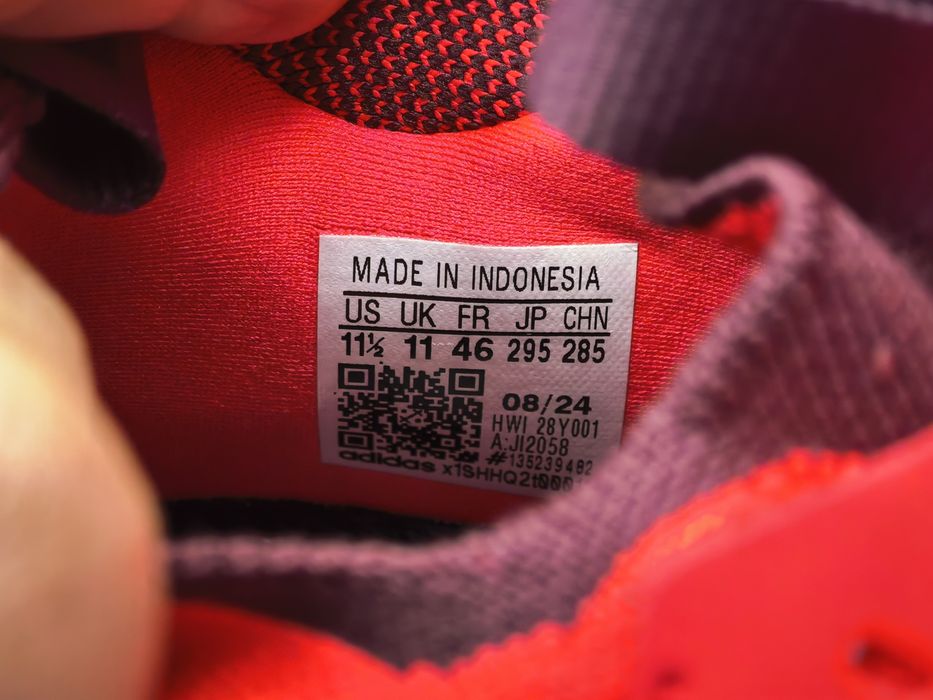 MADE IN INDONESIA
US UK FR JP CHN
11½ 11 46 295 285
08/24
HWI 28Y001
A:JI2058
#135239482
adidas